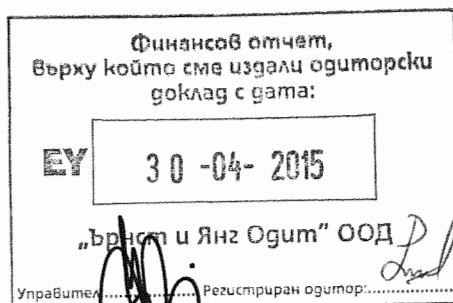 Финансов отчет,
върху който сме издали одиторски
доклад с дата:
EY 30 -04- 2015
„Ърнст и Янг Одит" ООД
Управител.............. Регистриран одитор:..............